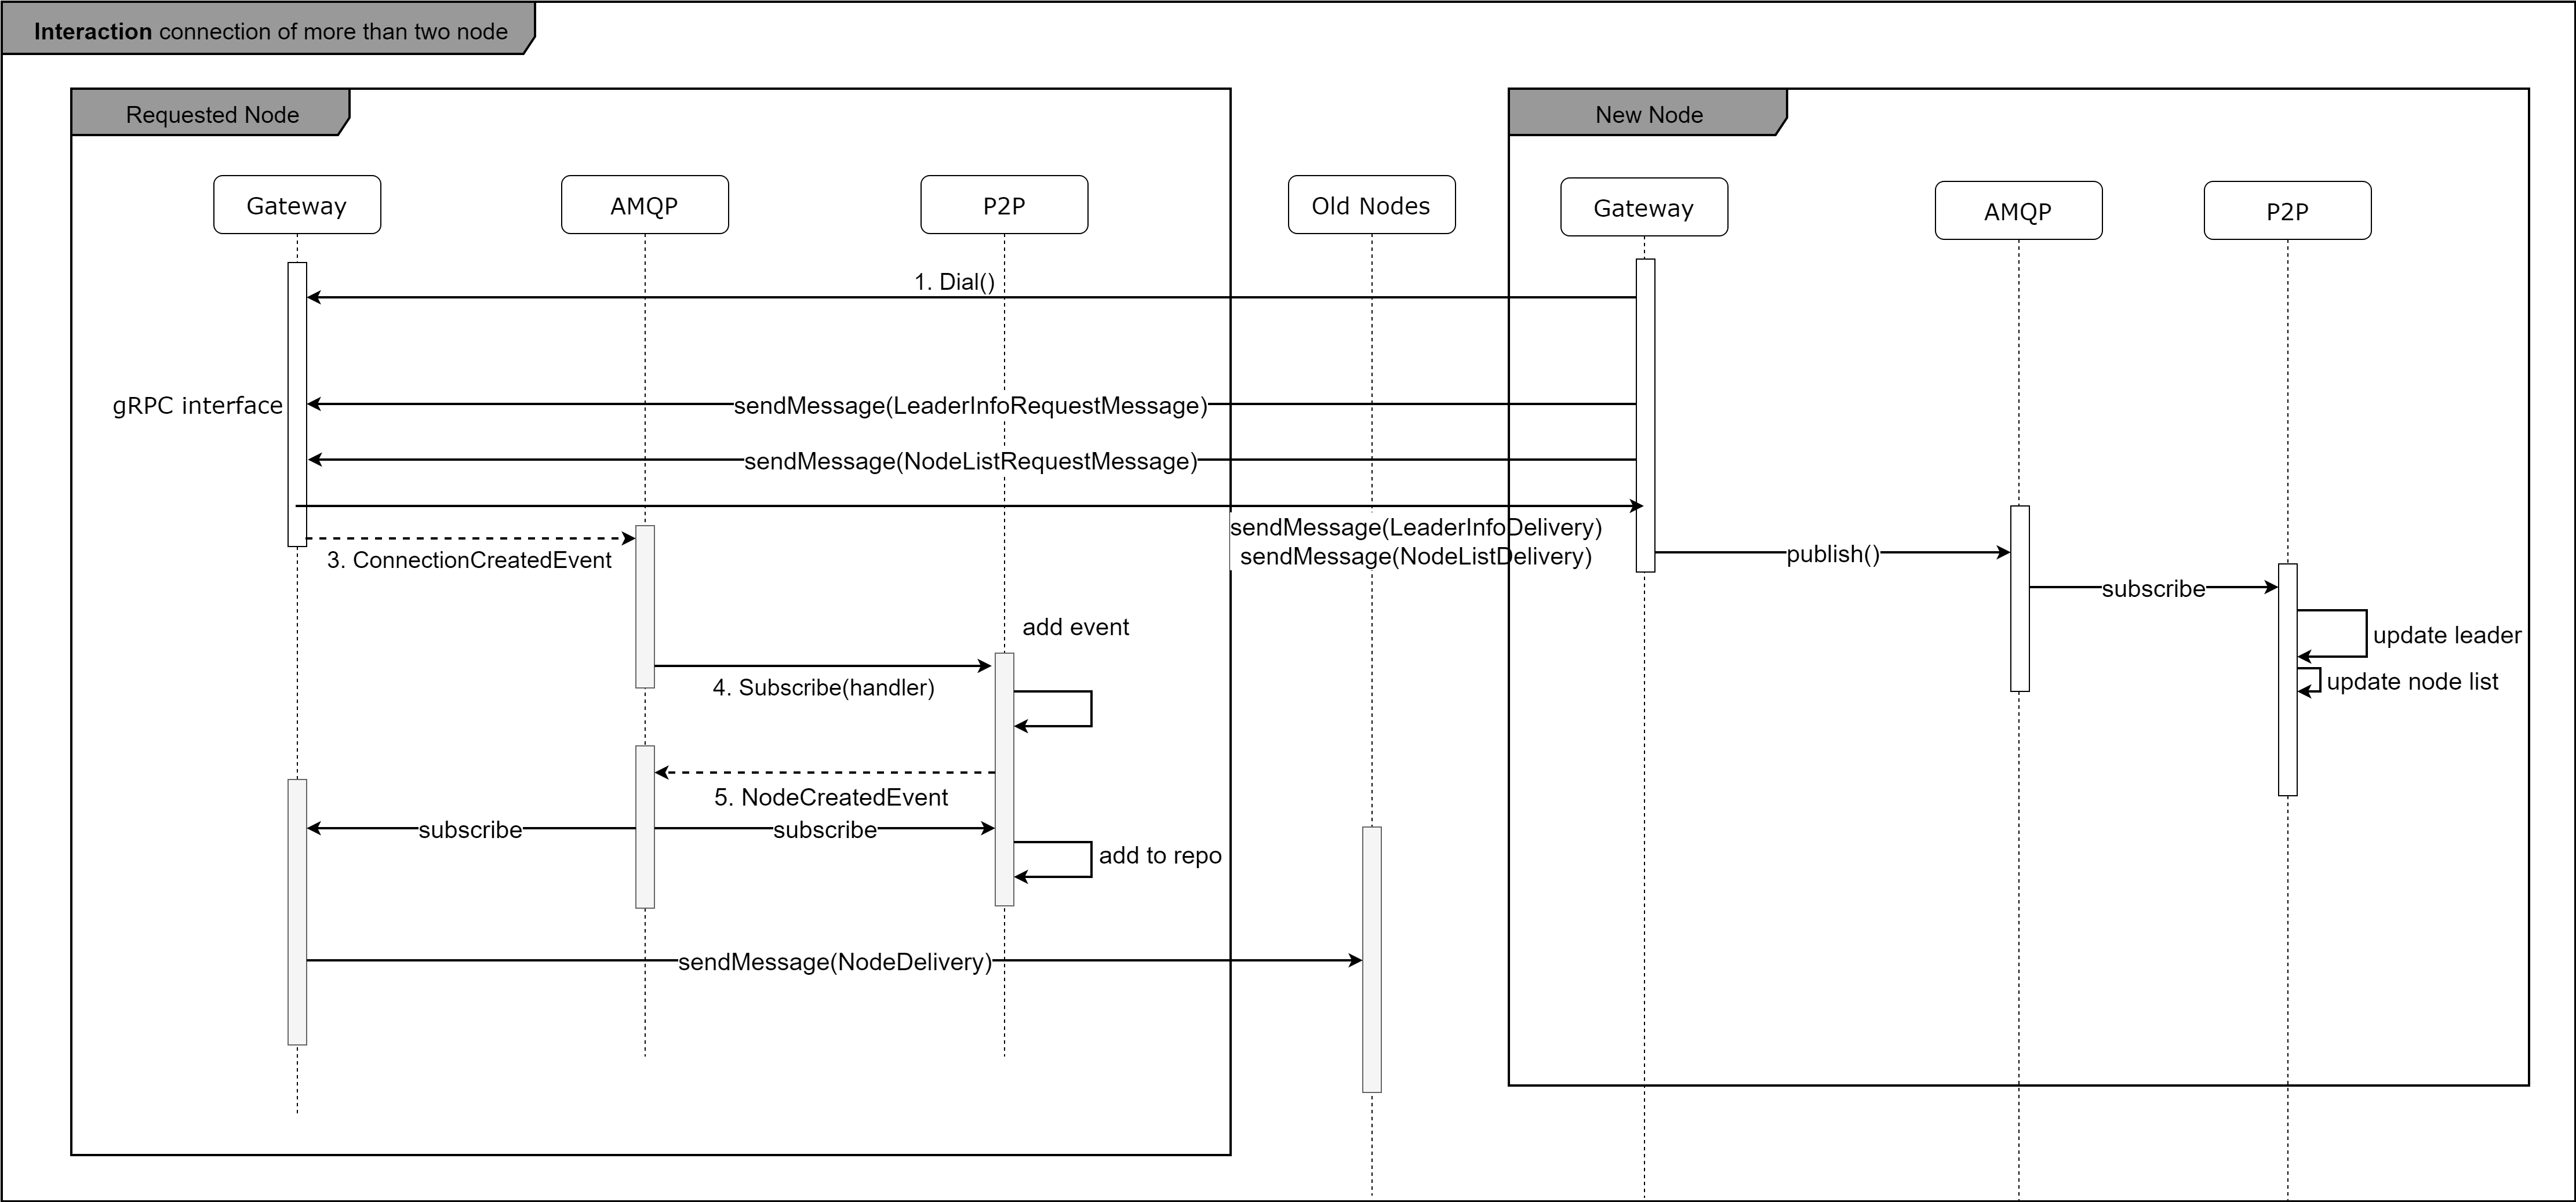 Interaction connection of more than two node
Requested Node
New Node
Gateway
AMQP
P2P
Old Nodes
Gateway
AMQP
P2P
1. Dial()
gRPC interface
sendMessage(LeaderInfoRequestMessage)
sendMessage(NodeListRequestMessage)
sendMessage(LeaderInfoDelivery)
sendMessage(NodeListDelivery)
3. ConnectionCreatedEvent
publish()
subscribe
add event
update leader
4. Subscribe(handler)
update node list
5. NodeCreatedEvent
subscribe
subscribe
add to repo
sendMessage(NodeDelivery)